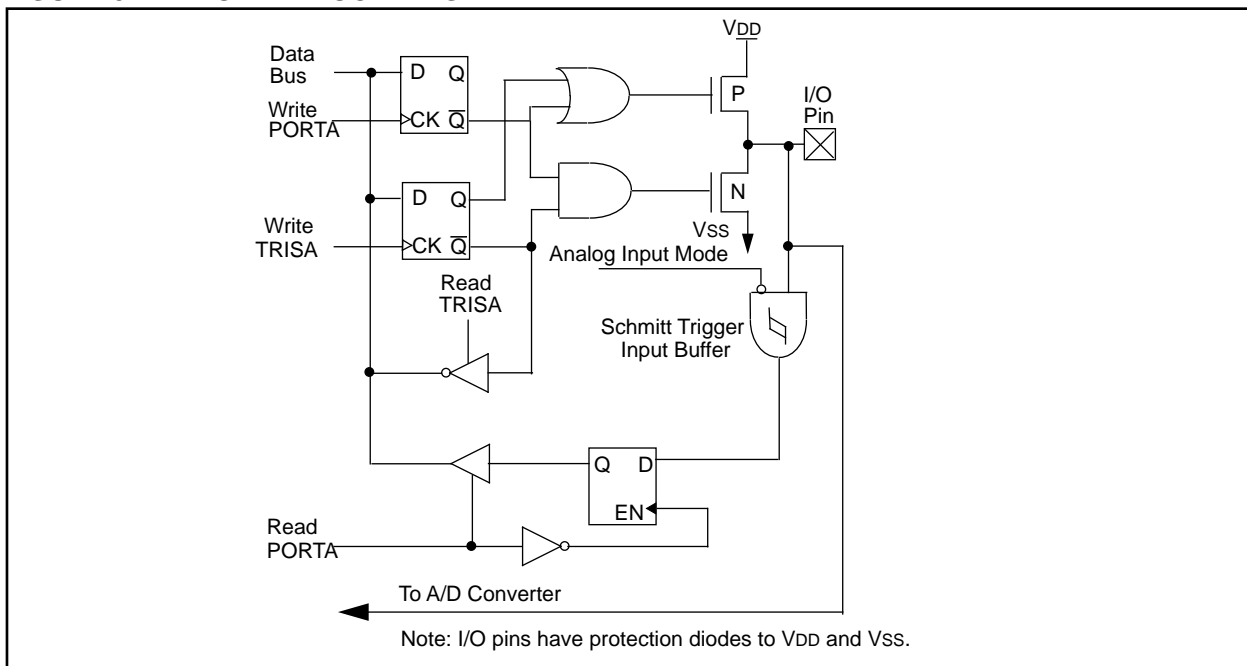 Data
Bus
Write
PORTA
D Q
CK Q
D Q
CK Q
Write
TRISA
VDD
P
I/O
Pin
N
VSS
Analog Input Mode
Read
TRISA
Schmitt Trigger
Input Buffer
Q D
EN
Read
PORTA
To A/D Converter
Note: I/O pins have protection diodes to VDD and VSS.